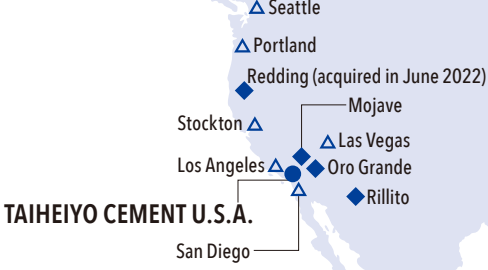 Seattle
Portland
Redding (acquired in June 2022)
Mojave
Stockton
Las Vegas
Los Angeles
Oro Grande
Rillito
TAIHEIYO CEMENT U.S.A.
San Diego